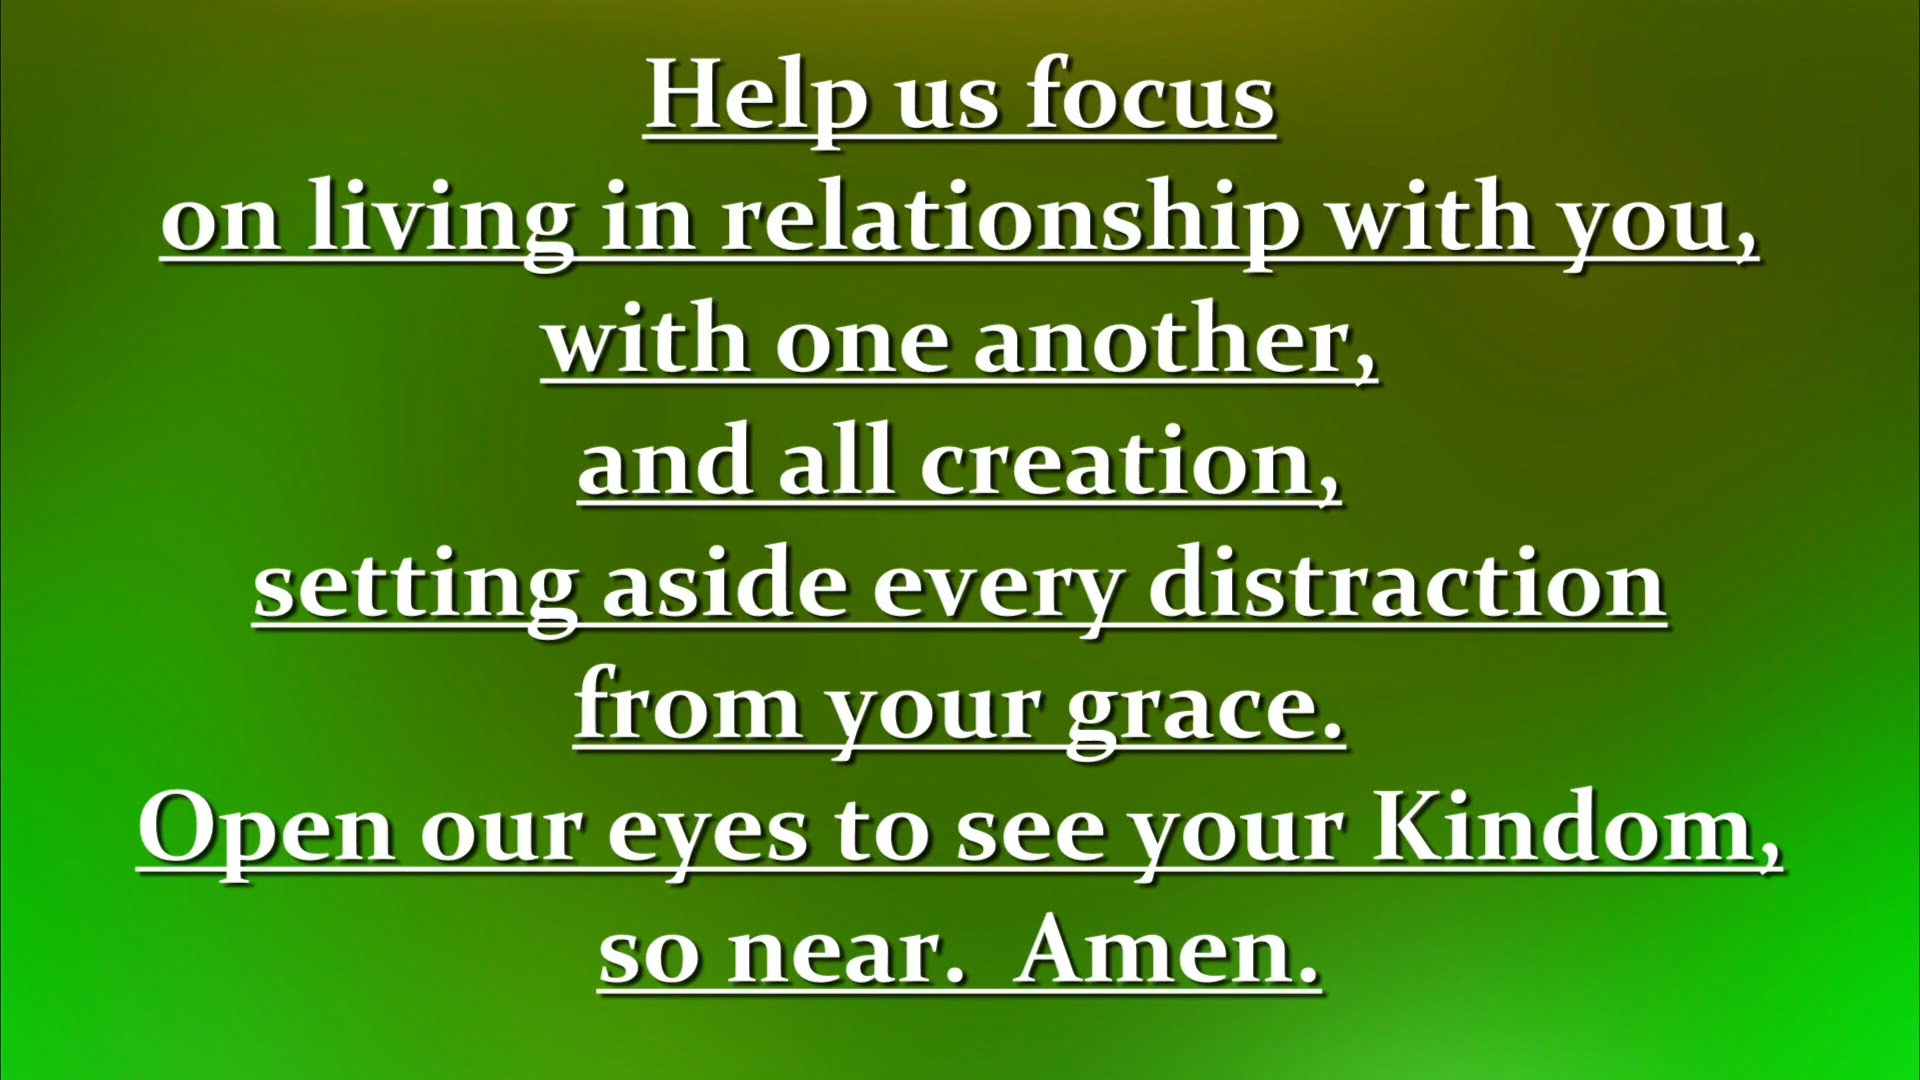 Help us focus
on living in relationship with you,
with one another,
and all creation,
setting aside every distraction
from your grace.
Open our eyes to see your Kindom,
so near.  Amen.